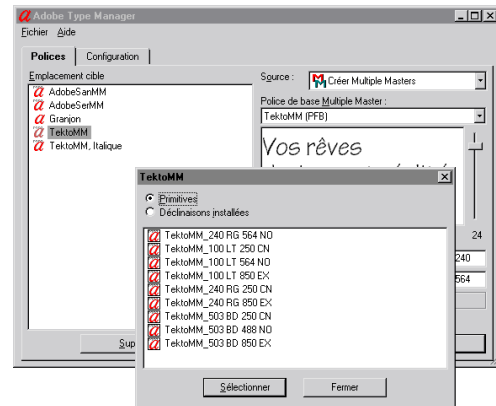 Adobe Type Manager
Fichier Aide
Polices Configuration
Emplacement cible
AdobeSanMM
AdobeSerMM
Granjon
TektoMM
TektoMM, Italique
Source : Créer Multiple Masters
Police de base Multiple Master :
TektoMM (PFB)
Vos rêves
24
240
564
Sup
TektoMM
Primitives
Déclinaisons installées
TektoMM_240 RG 564 NO
TektoMM_100 LT 250 CN
TektoMM_100 LT 564 NO
TektoMM_100 LT 850 EX
TektoMM_240 RG 250 CN
TektoMM_240 RG 850 EX
TektoMM_503 BD 250 CN
TektoMM_503 BD 488 NO
TektoMM_503 BD 850 EX
Sélectionner Fermer